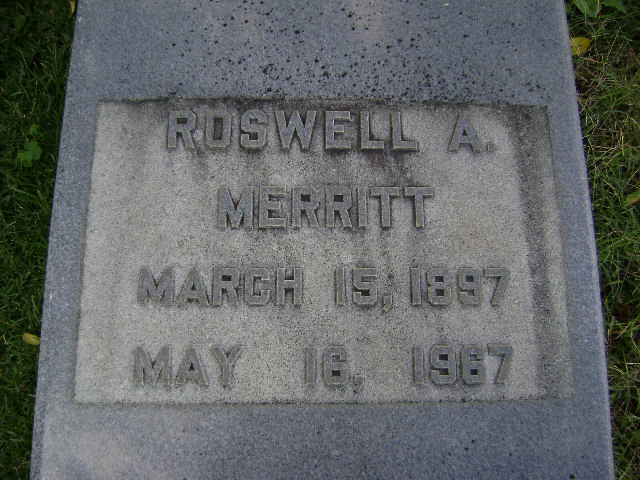 ROSWELL A.
MERRITT
MARCH 15, 1897
MAY 16, 1967